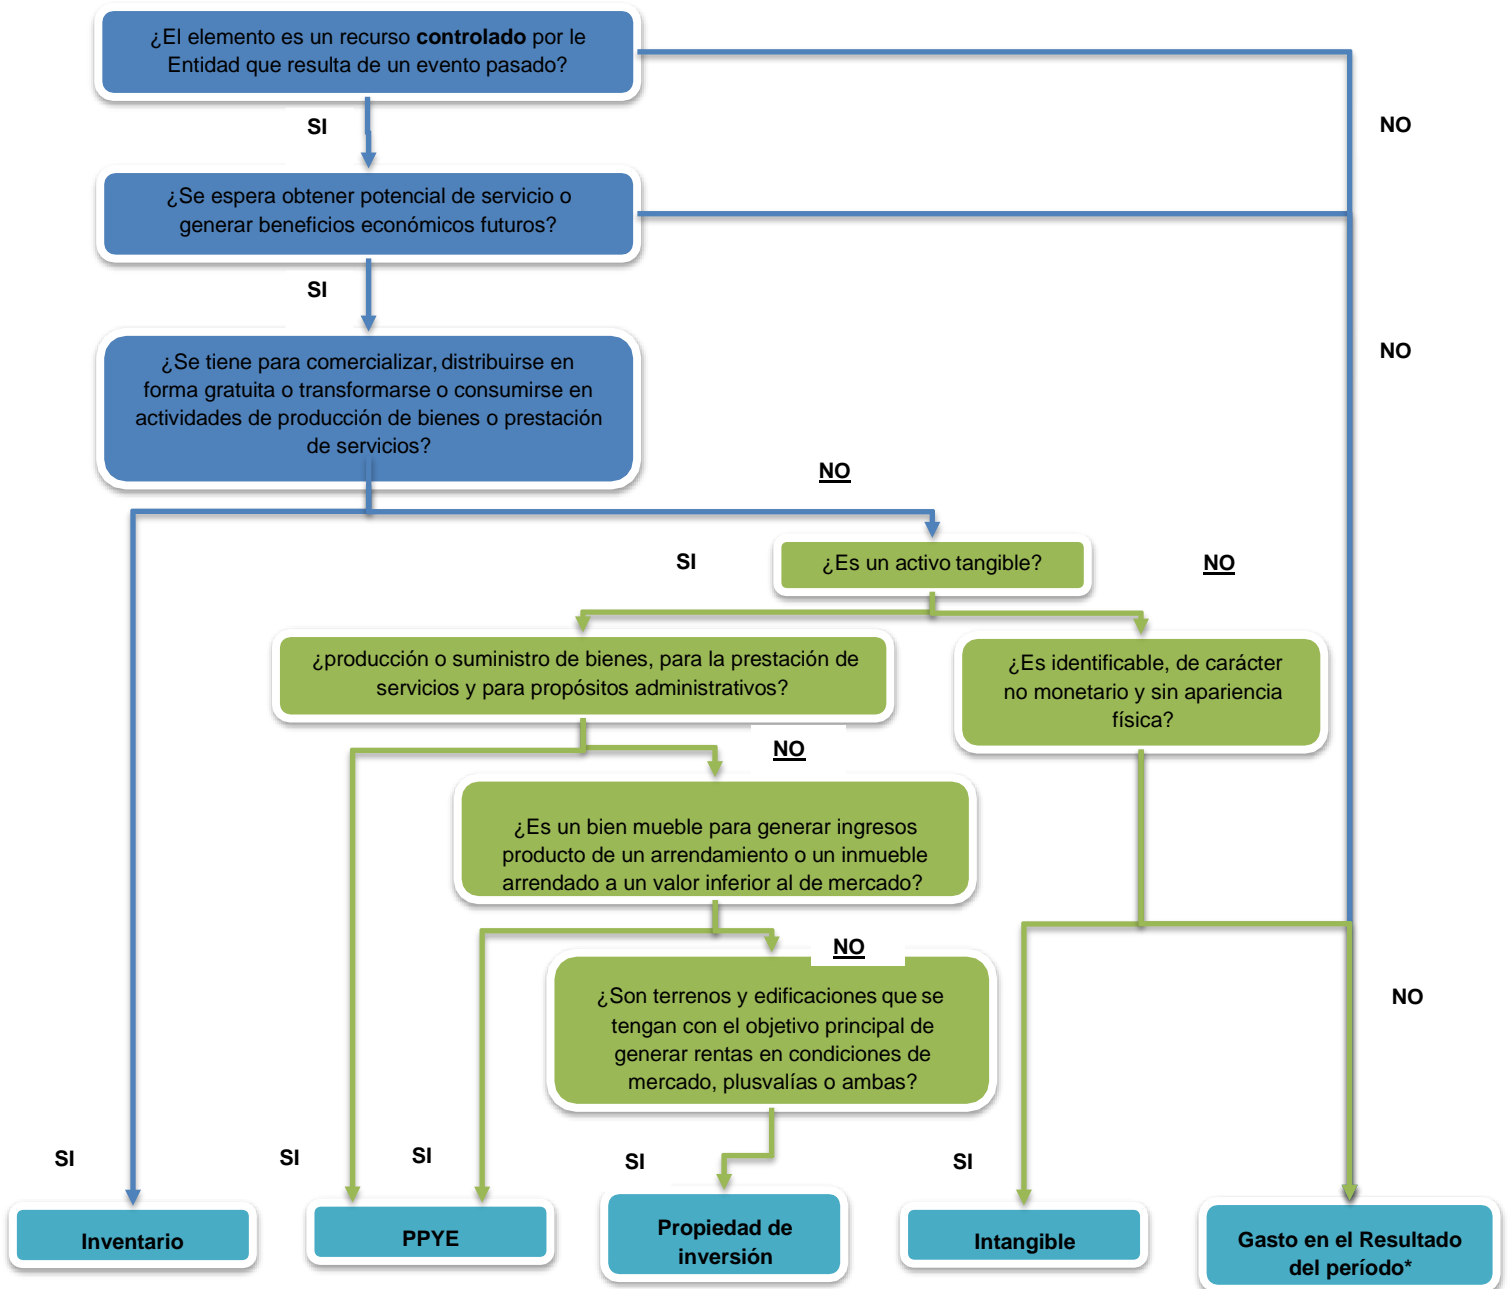 ¿El elemento es un recurso controlado por le
Entidad que resulta de un evento pasado?
SI
NO
¿Se espera obtener potencial de servicio o
generar beneficios económicos futuros?
SI
NO
¿Se tiene para comercializar, distribuirse en
forma gratuita o transformarse o consumirse en
actividades de producción de bienes o prestación
de servicios?
NO
SI
¿Es un activo tangible?
NO
¿producción o suministro de bienes, para la prestación de
servicios y para propósitos administrativos?
¿Es identificable, de carácter
no monetario y sin apariencia
física?
NO
¿Es un bien mueble para generar ingresos
producto de un arrendamiento o un inmueble
arrendado a un valor inferior al de mercado?
NO
¿Son terrenos y edificaciones que se
tengan con el objetivo principal de
generar rentas en condiciones de
mercado, plusvalías o ambas?
NO
SI
SI
SI
SI
SI
Inventario
PPYE
Propiedad de
inversión
Intangible
Gasto en el Resultado
del período*